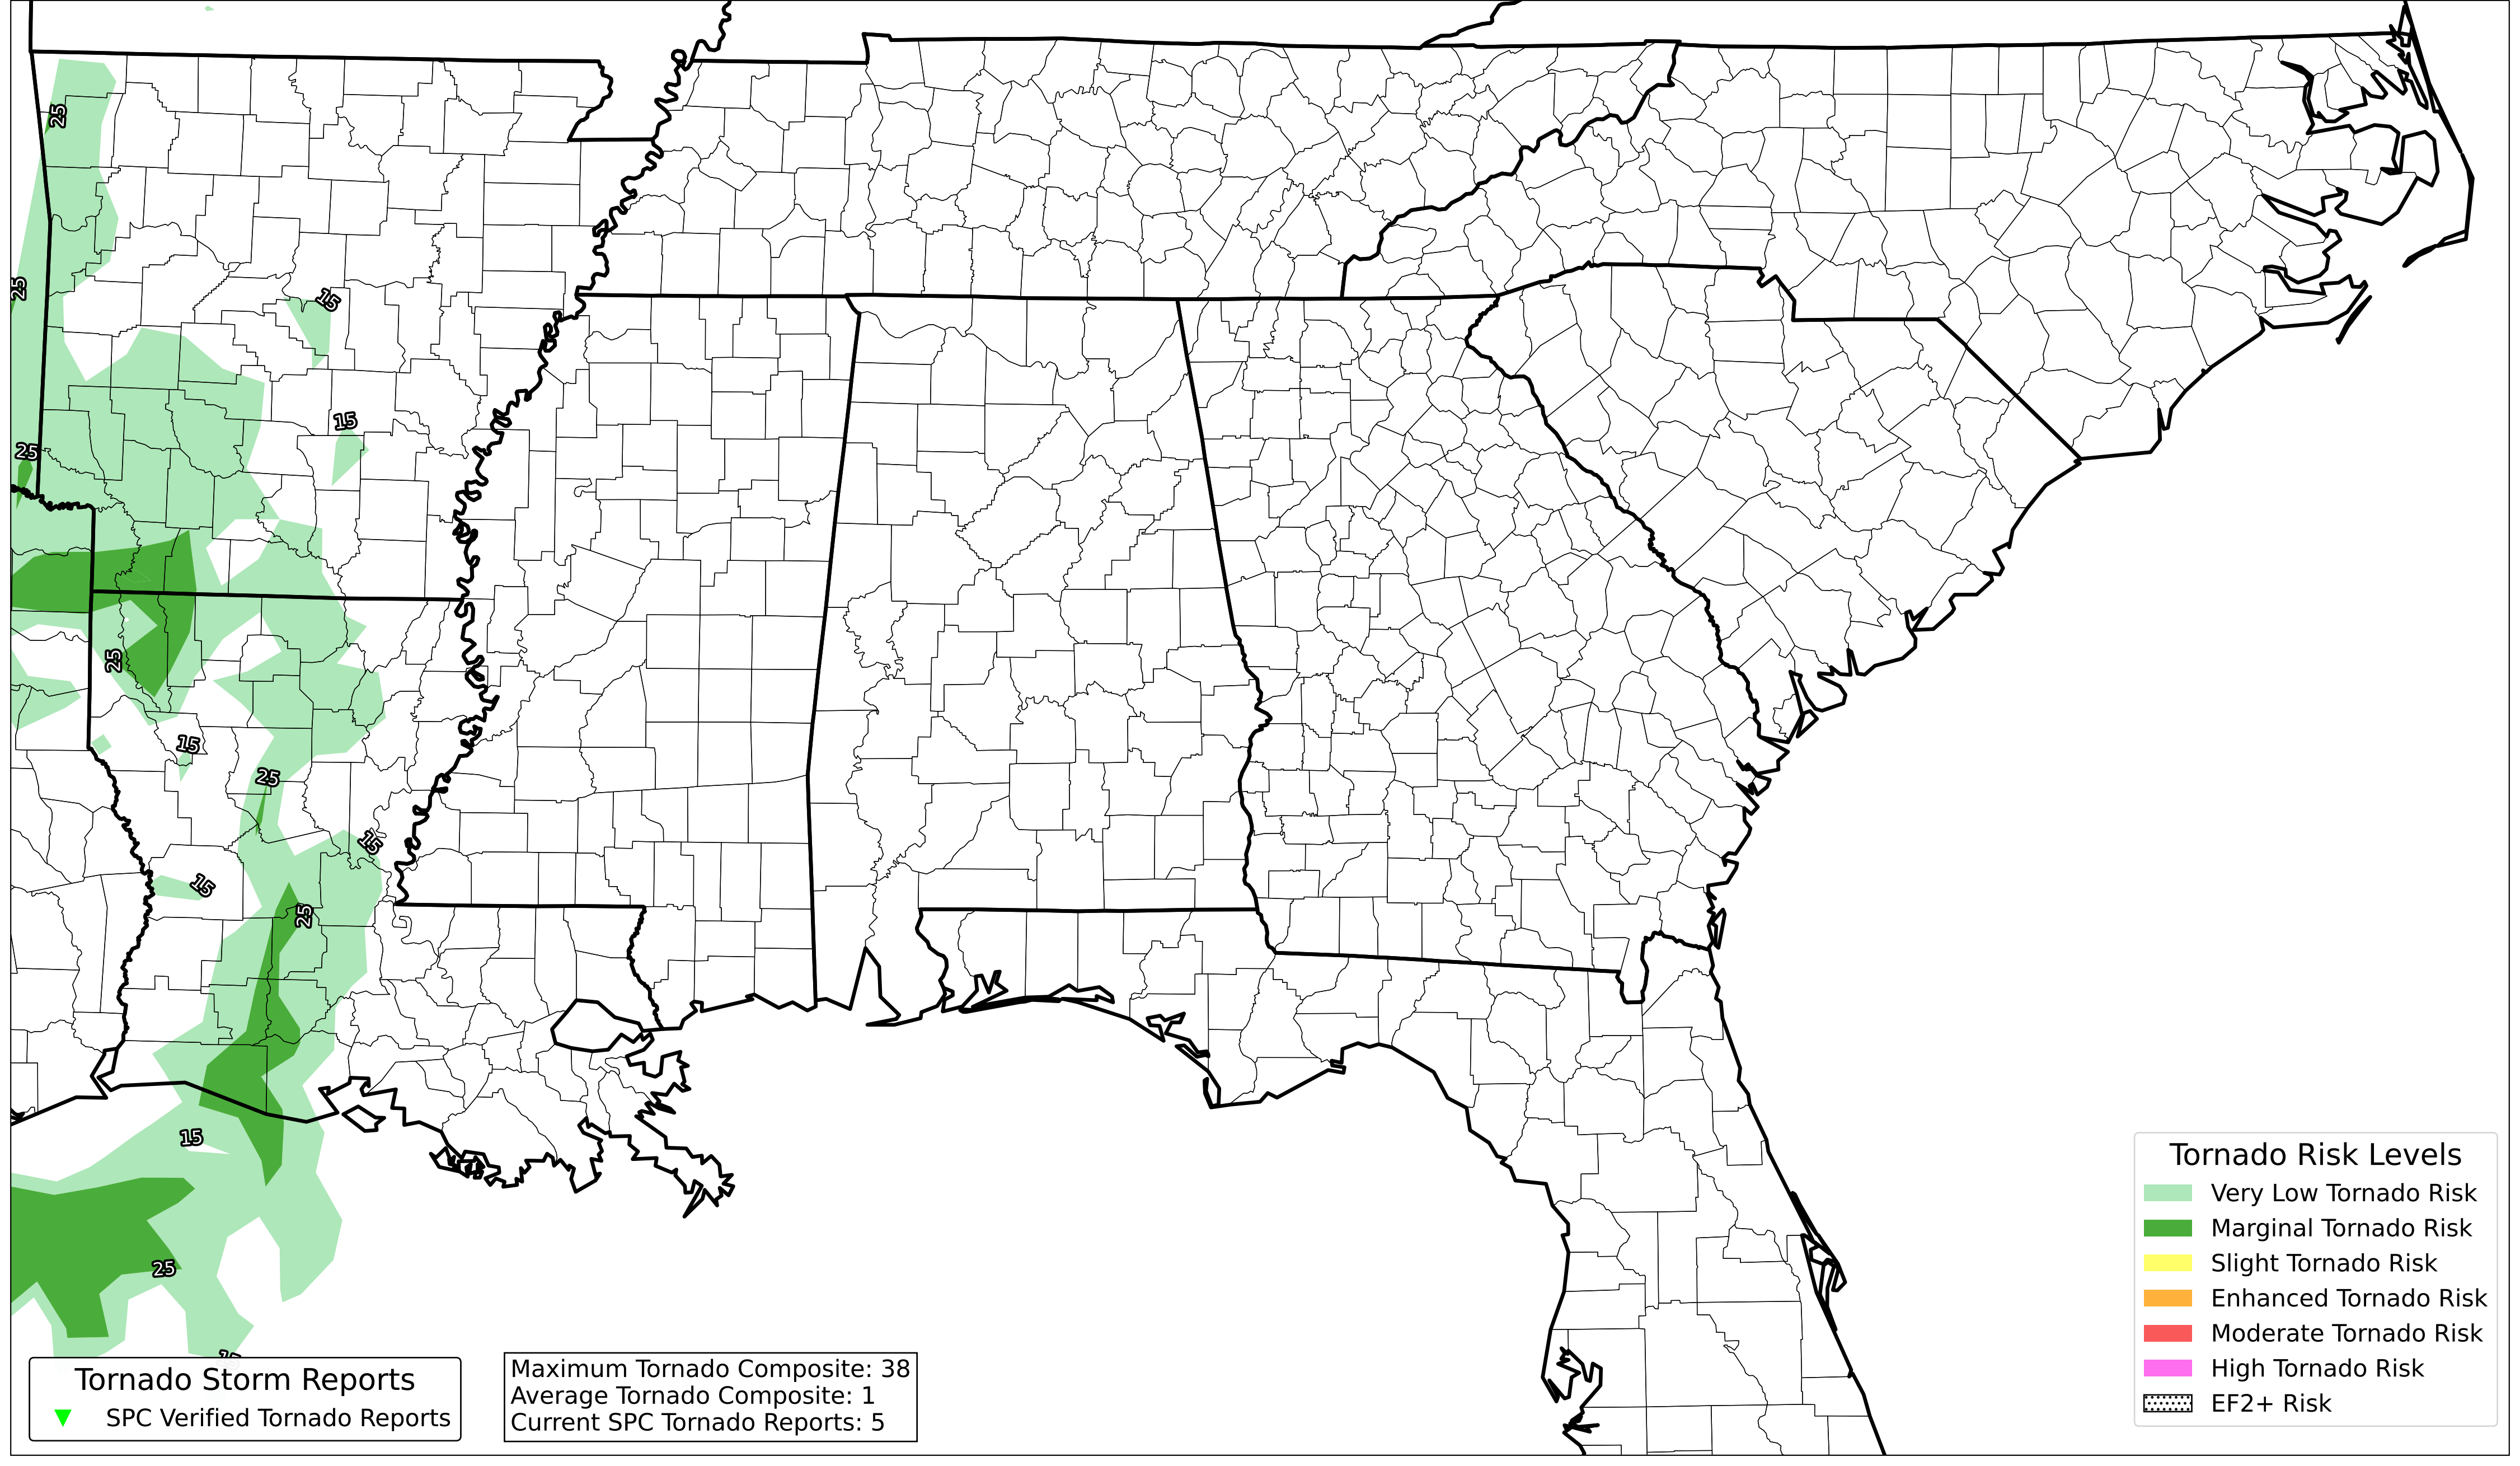 25
15
25
15
25
25
15
25
15
15
25
15
25
15
Tornado Risk Levels
Very Low Tornado Risk
Marginal Tornado Risk
Slight Tornado Risk
Enhanced Tornado Risk
Moderate Tornado Risk
High Tornado Risk
EF2+ Risk
Tornado Storm Reports
SPC Verified Tornado Reports
Maximum Tornado Composite: 38
Average Tornado Composite: 1
Current SPC Tornado Reports: 5